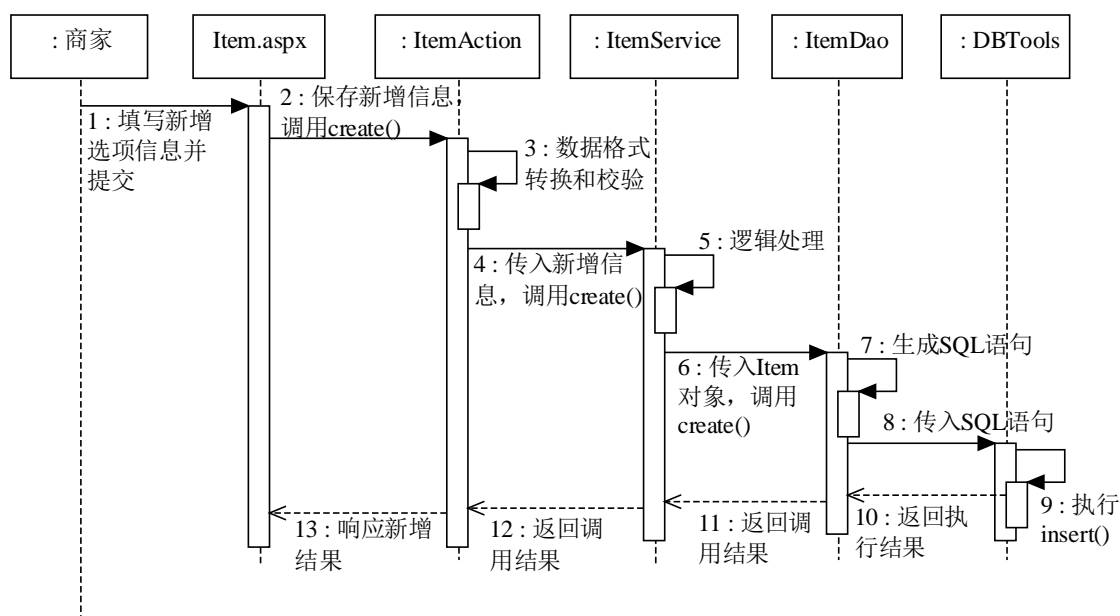 : 商家
Item.aspx
: ItemAction
: ItemService
: ItemDao
: DBTools
1 : 填写新增
选项信息并
提交
2 : 保存新增信息,
调用create()
3 : 数据格式
转换和校验
4 : 传入新增信
息，调用create()
5 : 逻辑处理
6 : 传入Item
对象，调用
create()
7 : 生成SQL语句
8 : 传入SQL语句
9 : 执行
insert()
10 : 返回执
行结果
11 : 返回调
用结果
12 : 返回调
用结果
13 : 响应新增
结果